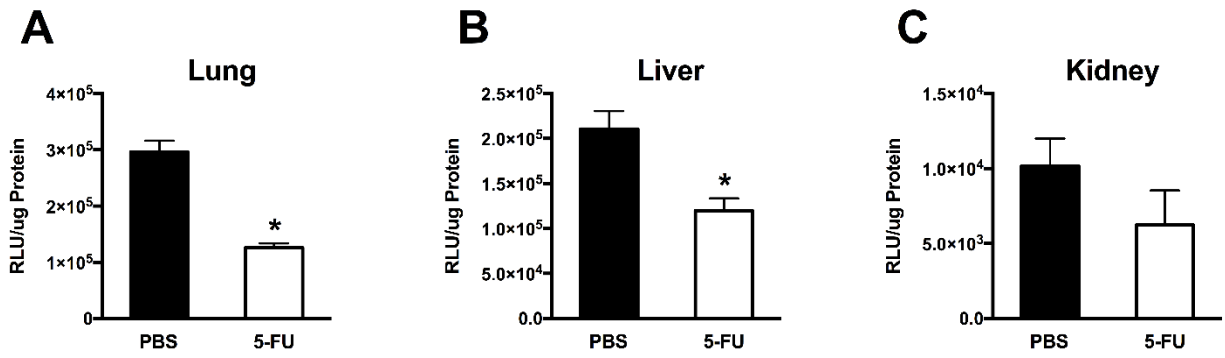 A
Lung
RLU/ug Protein
4×10⁵
3×10⁵
2×10⁵
1×10⁵
0
*
PBS
5-FU
B
Liver
RLU/ug Protein
2.5×10⁵
2.0×10⁵
1.5×10⁵
1.0×10⁵
5.0×10⁴
0.0
*
PBS
5-FU
C
Kidney
RLU/ug Protein
1.5×10⁴
1.0×10⁴
5.0×10³
0.0
PBS
5-FU